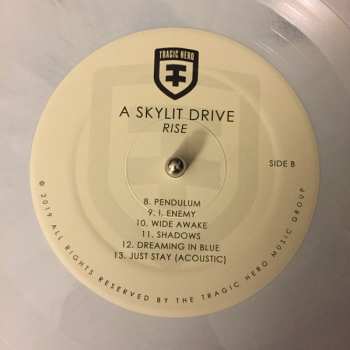 TRAGIC HERO
A SKYLIT DRIVE
RISE
SIDE B
8. PENDULUM
9. I, ENEMY
10. WIDE AWAKE
11. SHADOWS
12. DREAMING IN BLUE
13. JUST STAY (ACOUSTIC)
© 2019 ALL RIGHTS RESERVED BY THE TRAGIC HERO MUSIC GROUP